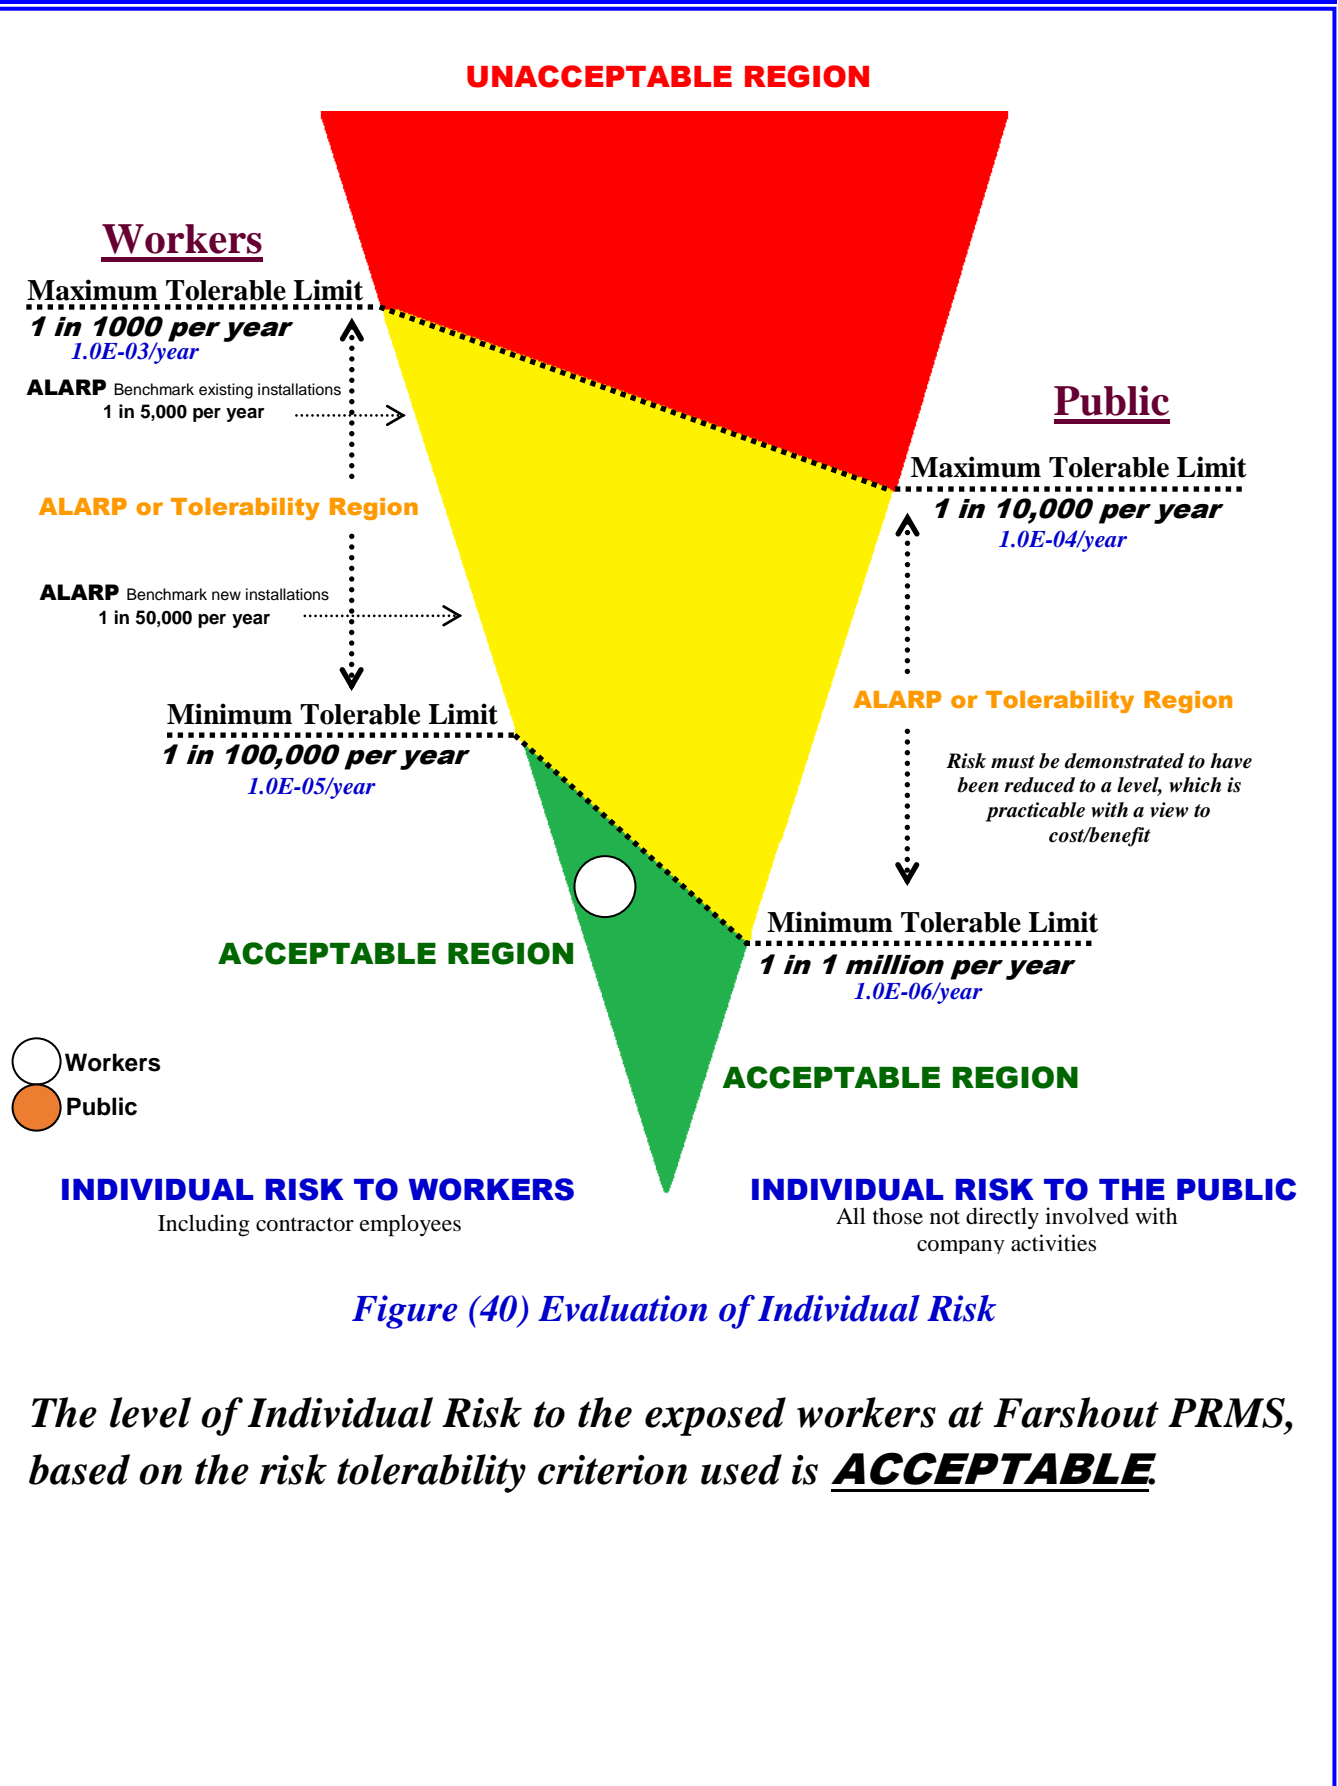 UNACCEPTABLE REGION
Workers
Maximum Tolerable Limit
1 in 1000 per year
1.0E-03/year
ALARP Benchmark existing installations
1 in 5,000 per year
ALARP or Tolerability Region
ALARP Benchmark new installations
1 in 50,000 per year
Minimum Tolerable Limit
1 in 100,000 per year
1.0E-05/year
ACCEPTABLE REGION
Public
Maximum Tolerable Limit
1 in 10,000 per year
1.0E-04/year
ALARP or Tolerability Region
Risk must be demonstrated to have
been reduced to a level, which is
practicable with a view to
cost/benefit
Minimum Tolerable Limit
1 in 1 million per year
1.0E-06/year
ACCEPTABLE REGION
Workers
Public
INDIVIDUAL RISK TO WORKERS
Including contractor employees
INDIVIDUAL RISK TO THE PUBLIC
All those not directly involved with
company activities
Figure (40) Evaluation of Individual Risk
The level of Individual Risk to the exposed workers at Farshout PRMS,
based on the risk tolerability criterion used is ACCEPTABLE.